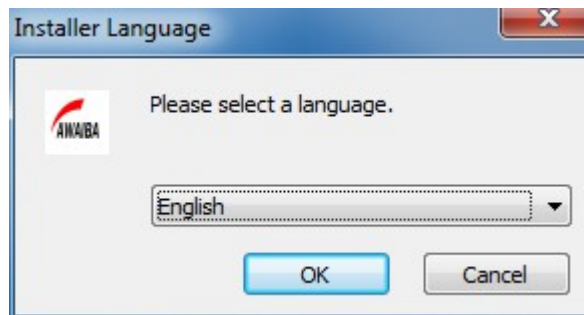 Installer Language
AWAIBA
Please select a language.
English
OK
Cancel